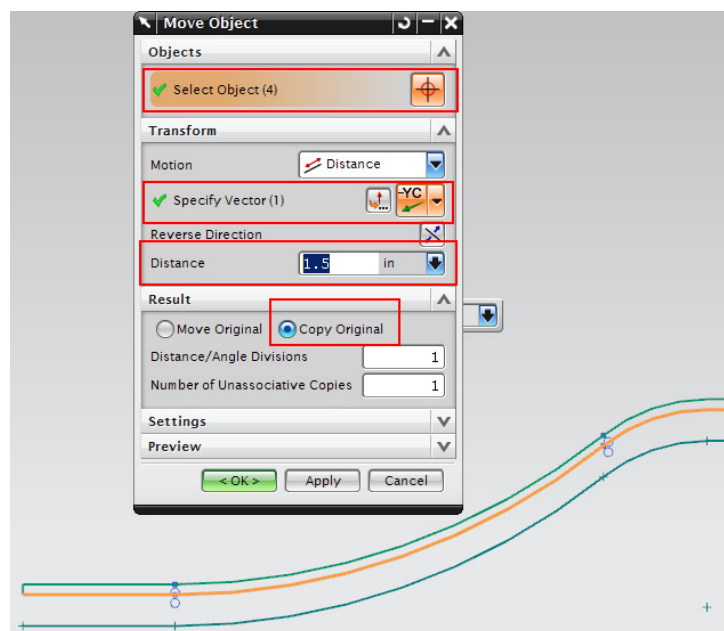 Move Object
Objects
Select Object (4)
Transform
Motion Distance
Specify Vector (1) -YC
Reverse Direction
Distance 1.5 in
Result
Move Original Copy Original
Distance/Angle Divisions 1
Number of Unassociative Copies 1
Settings
Preview
< OK > Apply Cancel